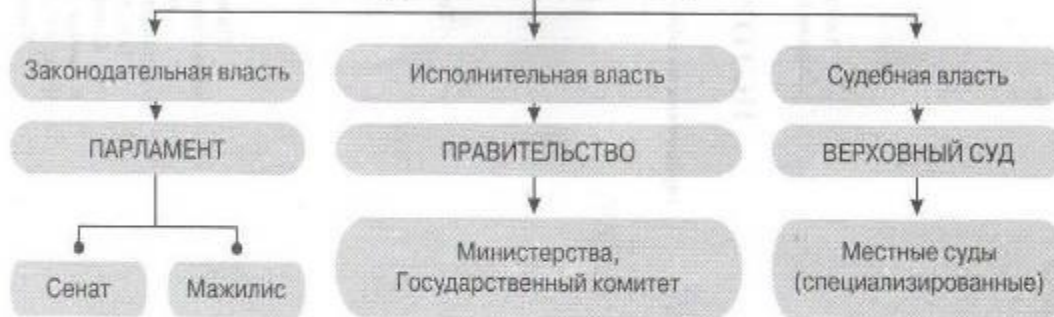 Законодательная власть
Исполнительная власть
Судебная власть
ПАРЛАМЕНТ
ПРАВИТЕЛЬСТВО
ВЕРХОВНЫЙ СУД
Сенат
Мажилис
Министерства,
Государственный комитет
Местные суды
(специализированные)